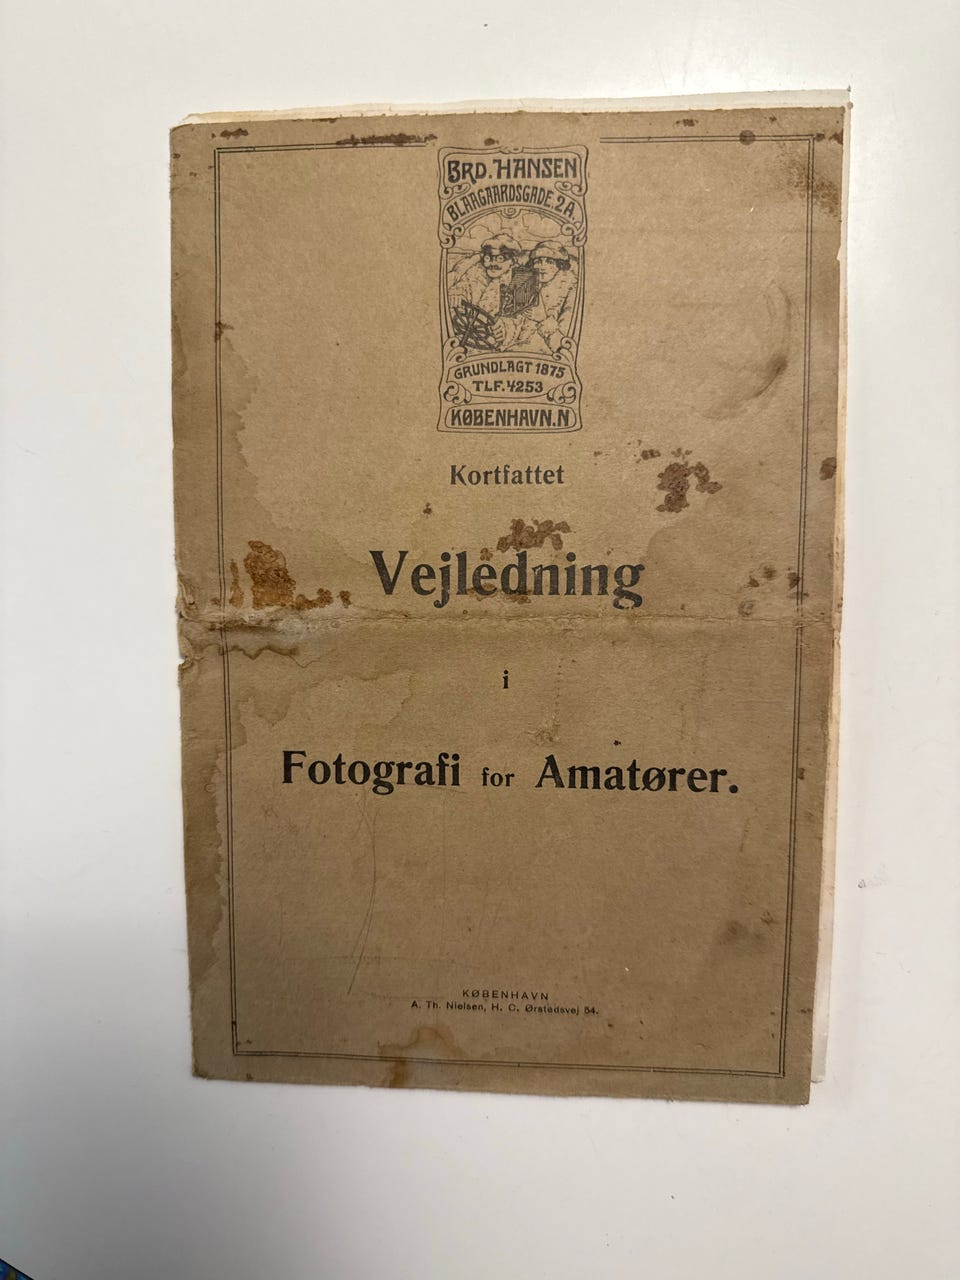 BRD. HANSEN
BLAAGAARDSGADE. 2A.
GRUNDLAGT 1875
TLF. 4253
KØBENHAVN. N
Kortfattet
Vejledning
i
Fotografi for Amatører.
KØBENHAVN
A. Th. Nielsen, H. C. Ørstedsvej 54.